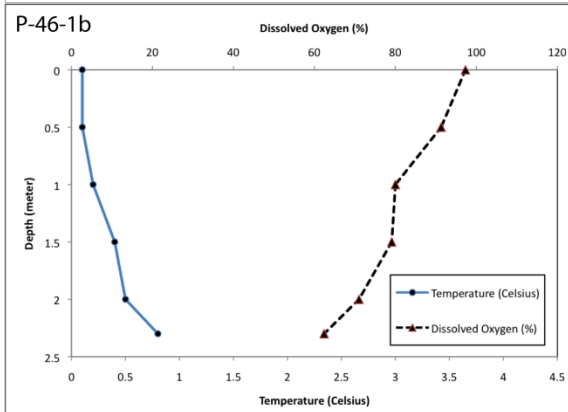 P-46-1b
Dissolved Oxygen (%)
0 20 40 60 80 100 120
0
0.5
1
1.5
2
2.5
Depth (meter)
Temperature (Celsius)
Dissolved Oxygen (%)
0 0.5 1 1.5 2 2.5 3 3.5 4 4.5
Temperature (Celsius)